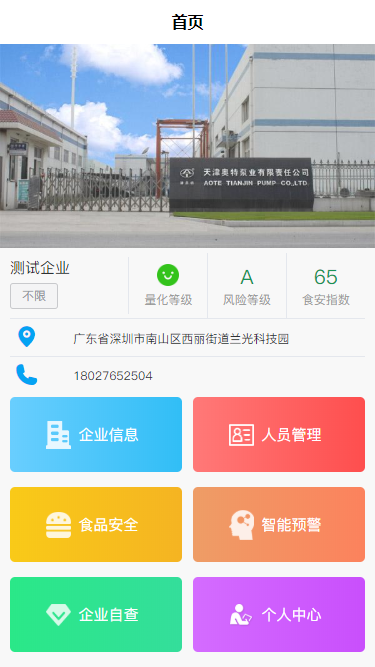 首页
天津奥特泵业有限责任公司
AOTE TIANJIN PUMP CO.,LTD.
测试企业
不限
量化等级
A
风险等级
65
食安指数
广东省深圳市南山区西丽街道兰光科技园
18027652504
企业信息
人员管理
食品安全
智能预警
企业自查
个人中心